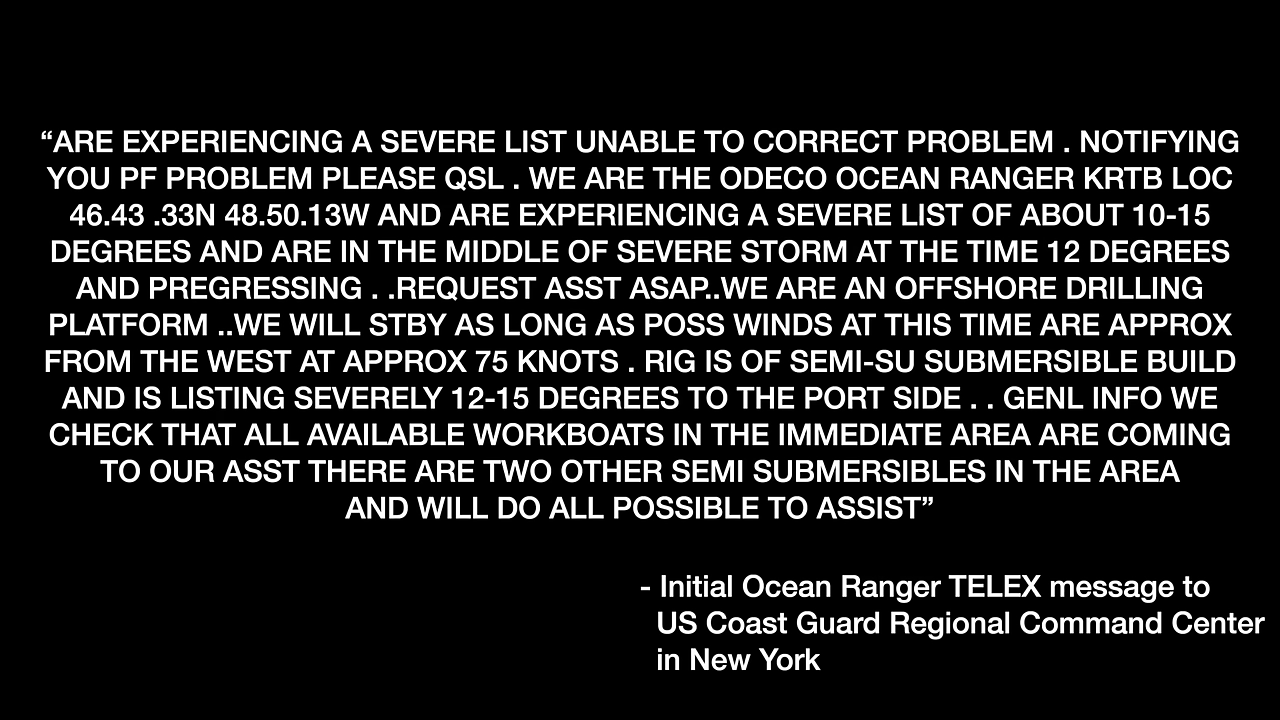 “ARE EXPERIENCING A SEVERE LIST UNABLE TO CORRECT PROBLEM . NOTIFYING
YOU PF PROBLEM PLEASE QSL . WE ARE THE ODECO OCEAN RANGER KRTB LOC
46.43 .33N 48.50.13W AND ARE EXPERIENCING A SEVERE LIST OF ABOUT 10-15
DEGREES AND ARE IN THE MIDDLE OF SEVERE STORM AT THE TIME 12 DEGREES
AND PREGRESSING . .REQUEST ASST ASAP..WE ARE AN OFFSHORE DRILLING
PLATFORM ..WE WILL STBY AS LONG AS POSS WINDS AT THIS TIME ARE APPROX
FROM THE WEST AT APPROX 75 KNOTS . RIG IS OF SEMI-SU SUBMERSIBLE BUILD
AND IS LISTING SEVERELY 12-15 DEGREES TO THE PORT SIDE . . GENL INFO WE
CHECK THAT ALL AVAILABLE WORKBOATS IN THE IMMEDIATE AREA ARE COMING
TO OUR ASST THERE ARE TWO OTHER SEMI SUBMERSIBLES IN THE AREA
AND WILL DO ALL POSSIBLE TO ASSIST”
- Initial Ocean Ranger TELEX message to
US Coast Guard Regional Command Center
in New York